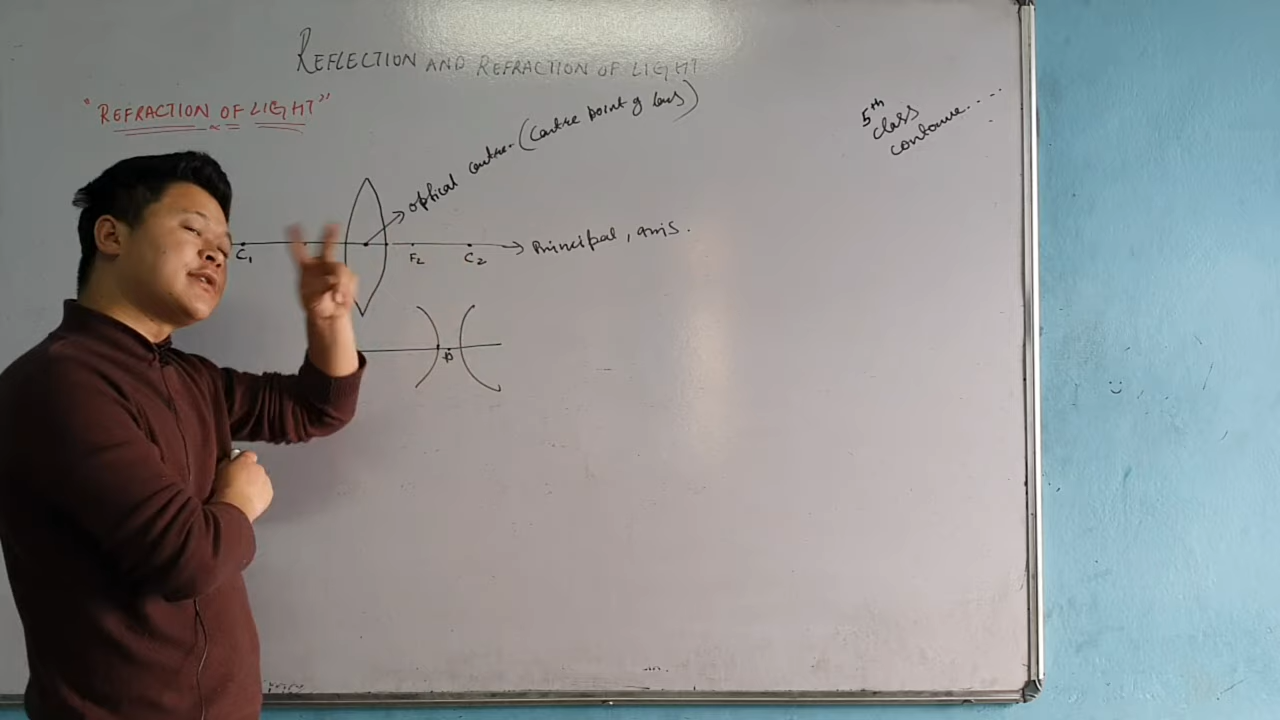 REFLECTION AND REFRACTION OF LIGHT
"REFRACTION OF LIGHT"
5th
class
continue....
optical centre. (Centre point of lens)
C1 F2 C2 Principal, axis.